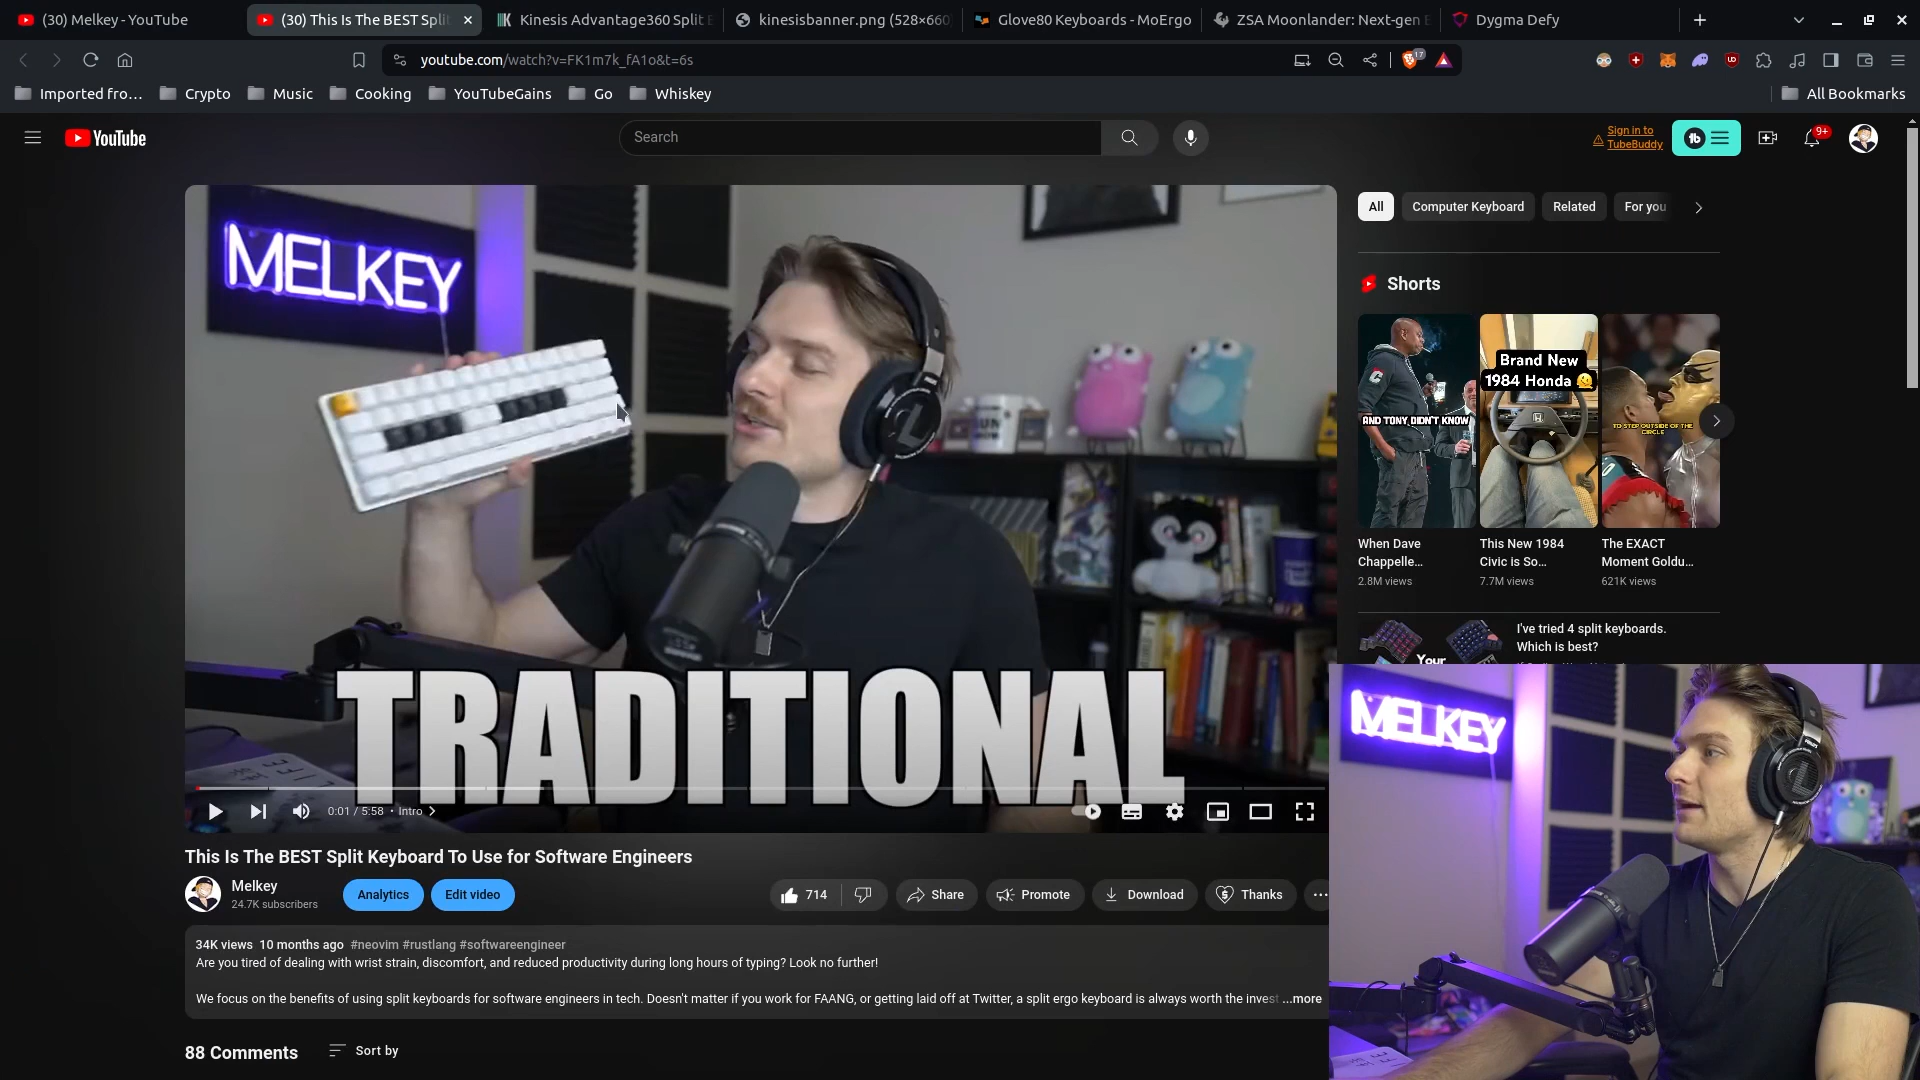 (30) Melkey - YouTube
(30) This Is The BEST Split
Kinesis Advantage360 Split E
kinesisbanner.png (528×660)
Glove80 Keyboards - MoErgo
ZSA Moonlander: Next-gen E
Dygma Defy
youtube.com/watch?v=FK1m7k_fA1o&t=6s
17
Imported fro…
Crypto
Music
Cooking
YouTubeGains
Go
Whiskey
All Bookmarks
YouTube
Search
Sign in to
TubeBuddy
9+
All
Computer Keyboard
Related
For you
MELKEY
Shorts
AND TONY DIDN'T KNOW
Brand New
1984 Honda
TO STEP OUTSIDE OF THE
CIRCLE
When Dave
Chappelle…
2.8M views
This New 1984
Civic is So…
7.7M views
The EXACT
Moment Goldu…
621K views
I've tried 4 split keyboards.
Which is best?
Your
TRADITIONAL
0:01 / 5:58 • Intro
MELKEY
This Is The BEST Split Keyboard To Use for Software Engineers
Melkey
24.7K subscribers
Analytics
Edit video
714
Share
Promote
Download
Thanks
34K views 10 months ago #neovim #rustlang #softwareengineer
Are you tired of dealing with wrist strain, discomfort, and reduced productivity during long hours of typing? Look no further!
We focus on the benefits of using split keyboards for software engineers in tech. Doesn't matter if you work for FAANG, or getting laid off at Twitter, a split ergo keyboard is always worth the invest ...more
88 Comments
Sort by